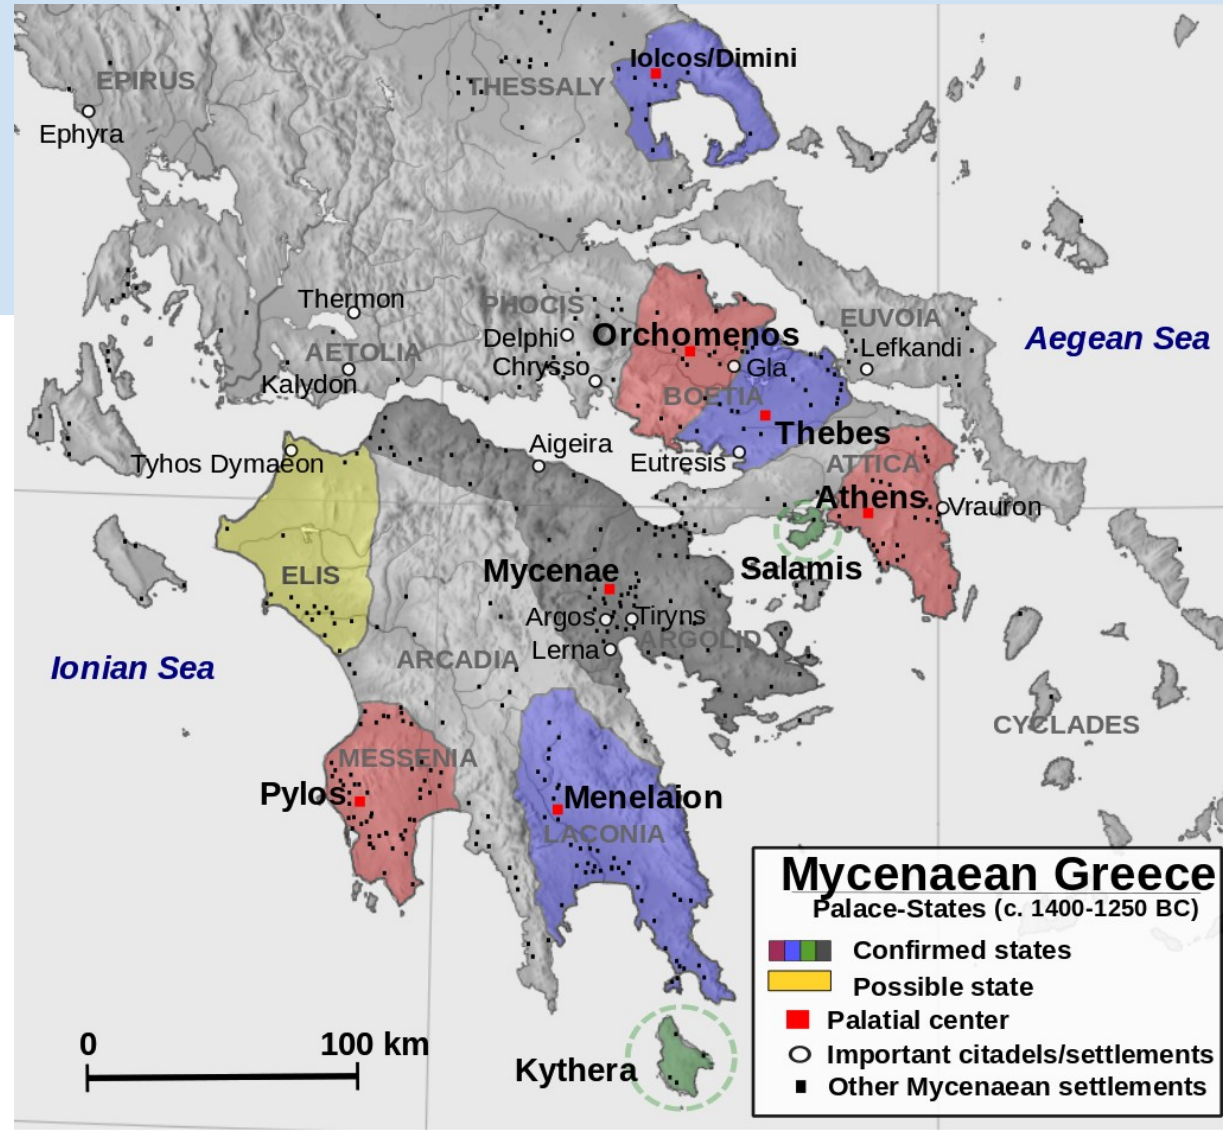 Iolcos/Dimini
EPIRUS
THESSALY
Ephyra
Thermon
PHOCIS
EUVOIA
Delphi
Orchomenos
Aegean Sea
AETOLIA
Lefkandi
Chrysso
Gla
Kalydon
BOETIA
Thebes
Aigeira
Tyhos Dymaeon
Eutresis
ATTICA
Athens
Vrauron
Mycenae
Salamis
ELIS
Argos
Tiryns
ARGOLID
Lerna
Ionian Sea
ARCADIA
CYCLADES
MESSENIA
Pylos
Menelaion
LACONIA
Mycenaean Greece
Palace-States (c. 1400-1250 BC)
Confirmed states
Possible state
Palatial center
Important citadels/settlements
Other Mycenaean settlements
0 100 km
Kythera